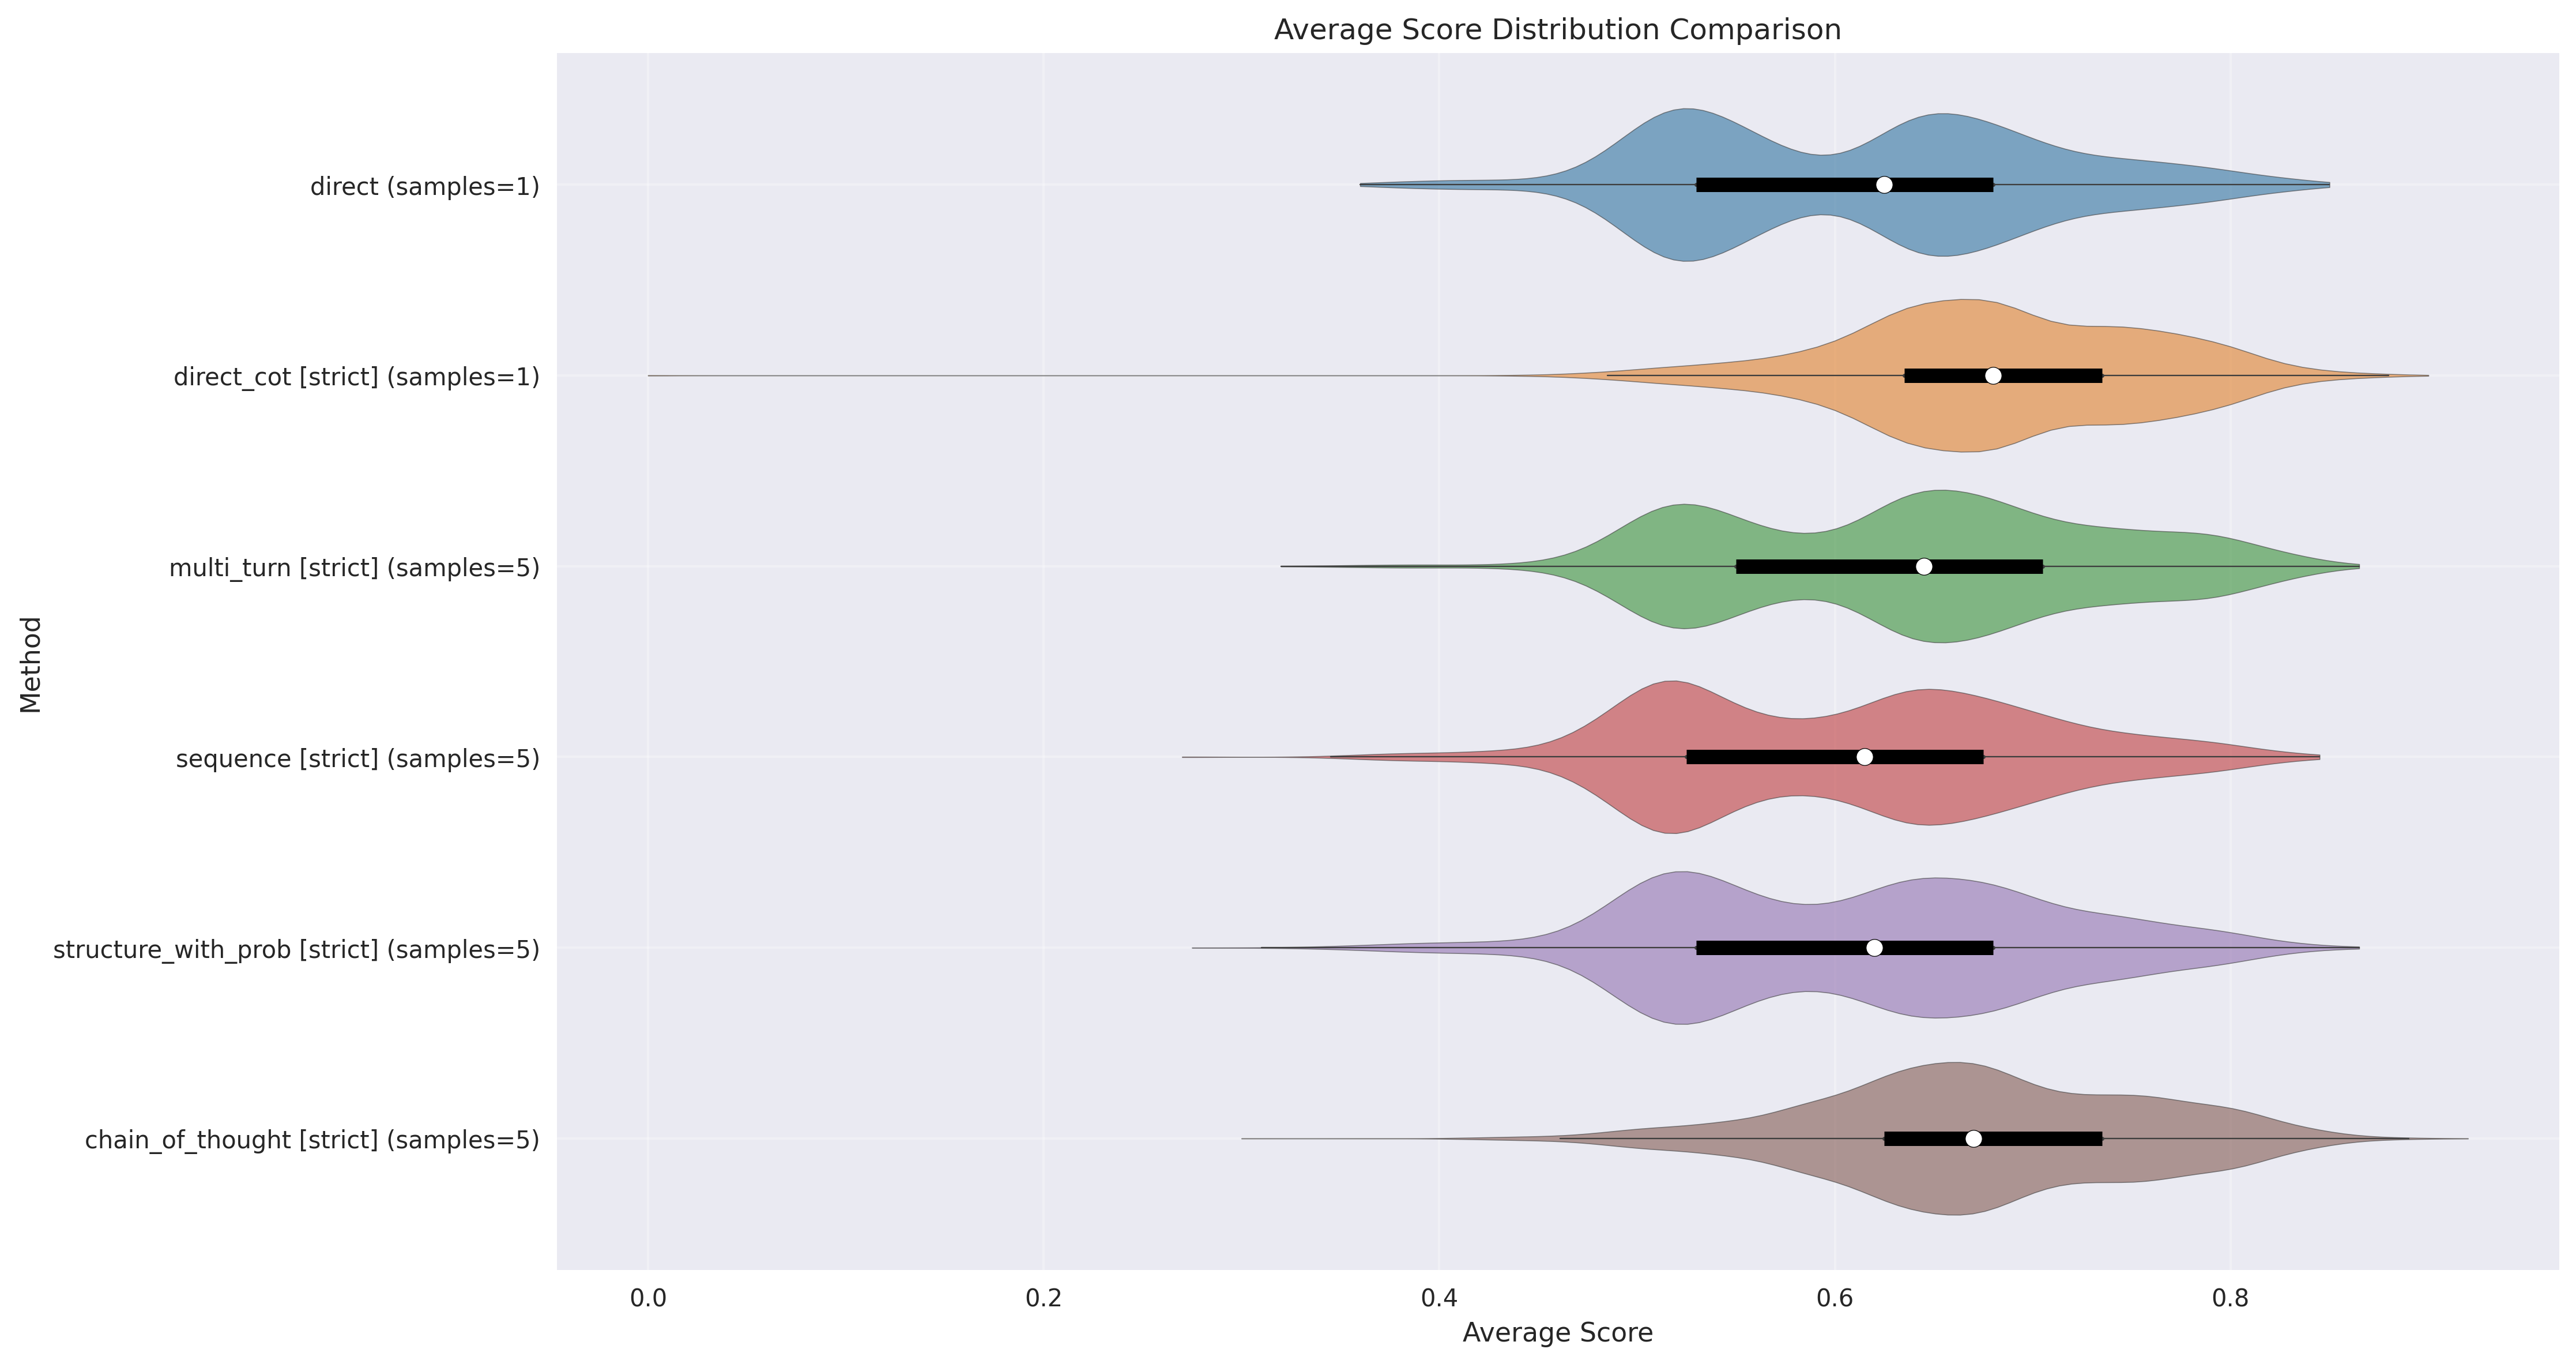 Average Score Distribution Comparison
Method
direct (samples=1)
direct_cot [strict] (samples=1)
multi_turn [strict] (samples=5)
sequence [strict] (samples=5)
structure_with_prob [strict] (samples=5)
chain_of_thought [strict] (samples=5)
0.0 0.2 0.4 0.6 0.8
Average Score